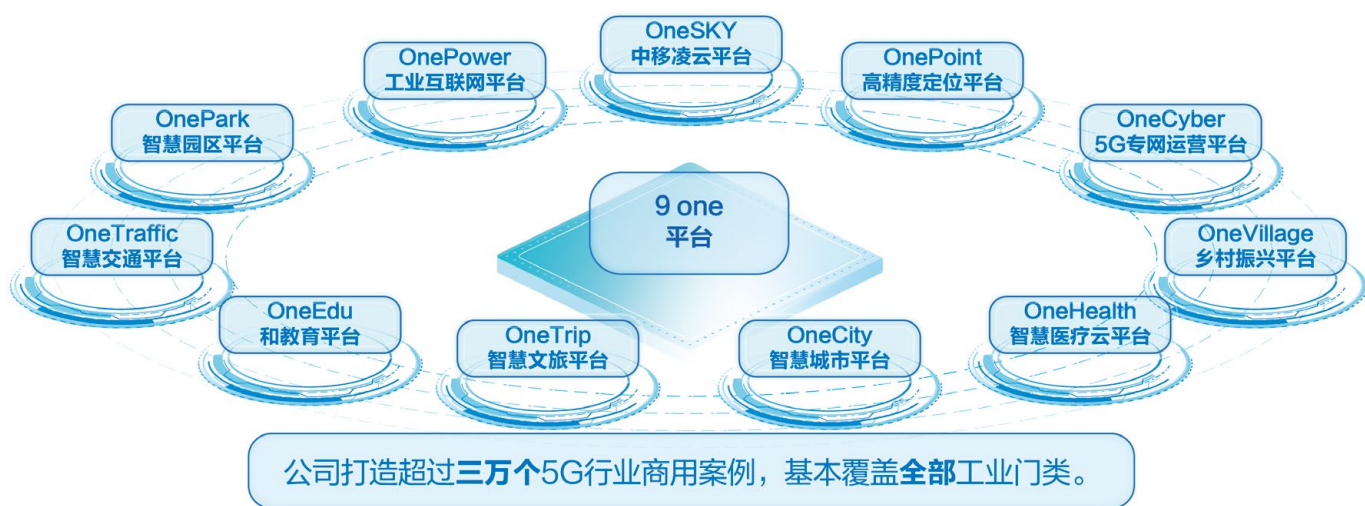 OneSKY
中移凌云平台
OnePower
工业互联网平台
OnePoint
高精度定位平台
OnePark
智慧园区平台
OneCyber
5G专网运营平台
9 one
平台
OneTraffic
智慧交通平台
OneVillage
乡村振兴平台
OneEdu
和教育平台
OneTrip
智慧文旅平台
OneCity
智慧城市平台
OneHealth
智慧医疗云平台
公司打造超过三万个5G行业商用案例，基本覆盖全部工业门类。